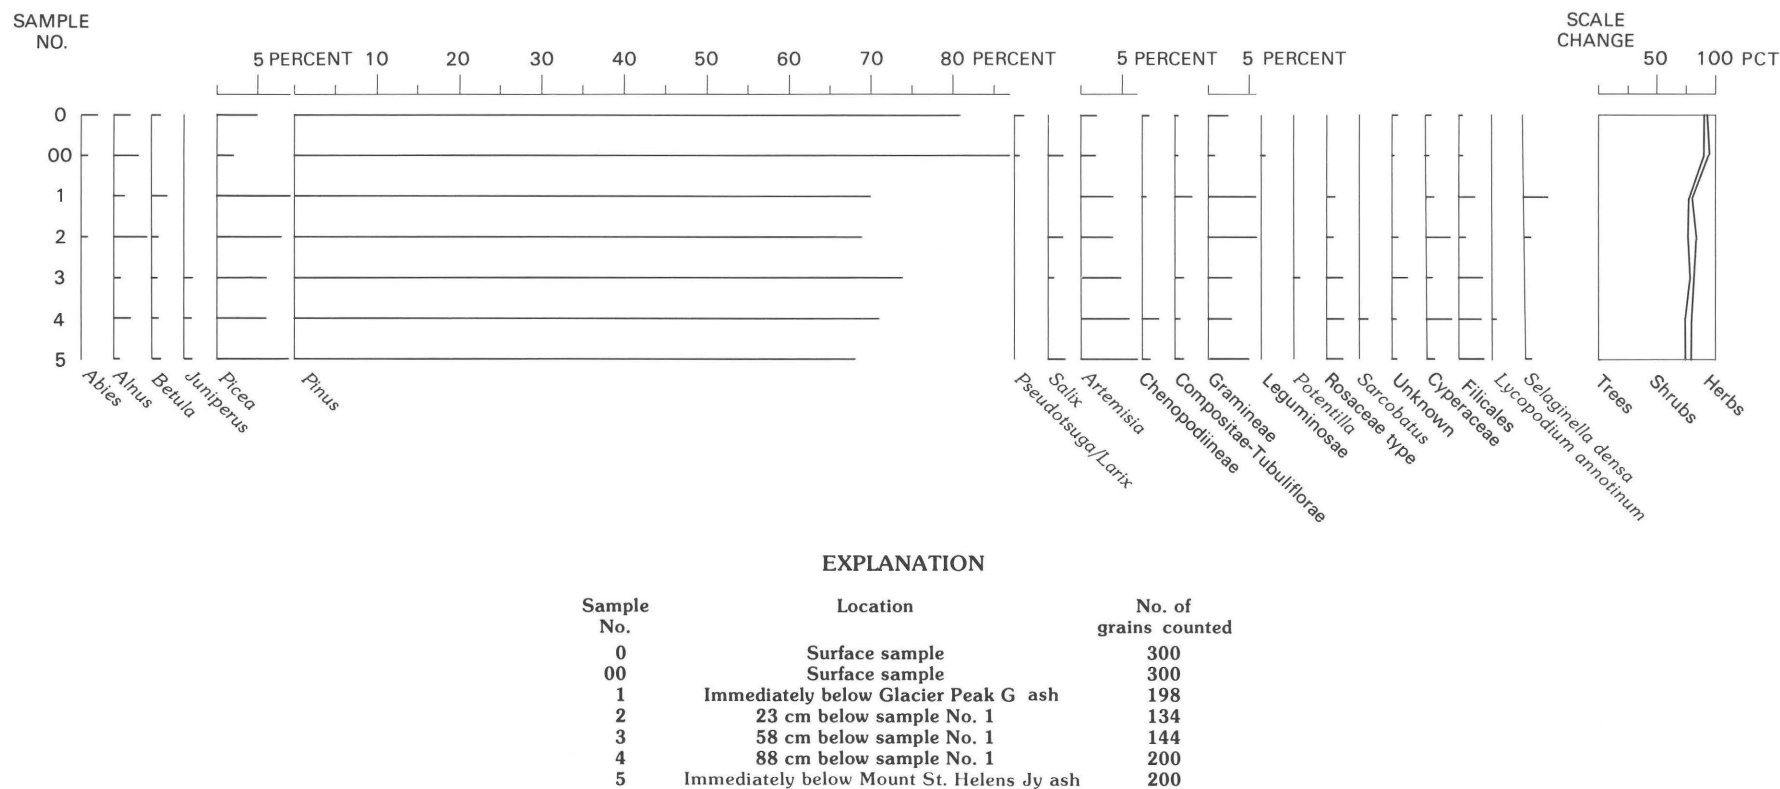 SAMPLE NO.
SCALE CHANGE
5 PERCENT 10 20 30 40 50 60 70 80 PERCENT 5 PERCENT 5 PERCENT 50 100 PCT
0
00
1
2
3
4
5
Abies
Alnus
Betula
Juniperus
Picea
Pinus
Pseudotsuga/Larix
Salix
Artemisia
Chenopodiineae
Compositae-Tubuliflorae
Gramineae
Leguminosae
Potentilla
Rosaceae type
Sarcobatus
Unknown
Cyperaceae
Filicales
Lycopodium annotinum
Selaginella densa
Trees
Shrubs
Herbs
EXPLANATION
Sample No. Location No. of grains counted
0 Surface sample 300
00 Surface sample 300
1 Immediately below Glacier Peak G ash 198
2 23 cm below sample No. 1 134
3 58 cm below sample No. 1 144
4 88 cm below sample No. 1 200
5 Immediately below Mount St. Helens Jy ash 200